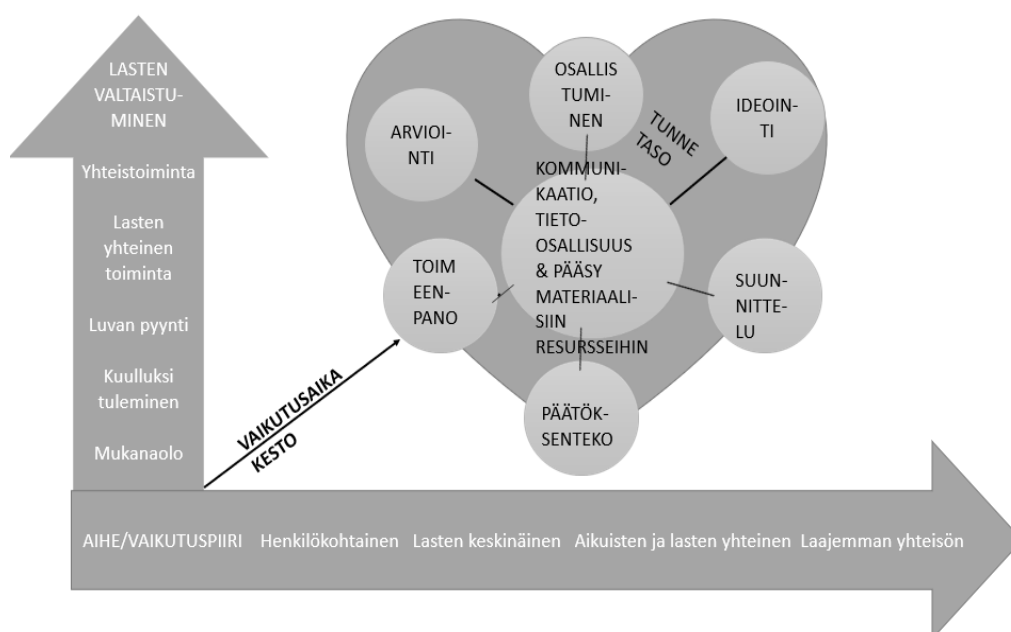 LASTEN
VALTAISTU-
MINEN
Yhteistoiminta
Lasten
yhteinen
toiminta
Luvan pyynti
Kuulluksi
tuleminen
Mukanaolo
OSALLIS
TUMI-
NEN
IDEOIN-
TI
ARVIOI-
NTI
TUNNE
TASO
KOMMUNI-
KAATIO,
TIETO-
OSALLISUUS
& PÄÄSY
MATERIAALI-
SIIN
RESURSSEIHIN
TOIM
EEN-
PANO
SUUN-
NITTE-
LU
PÄÄTÖK-
SENTEKO
VAIKUTUSAIKA
KESTO
AIHE/VAIKUTUSPIIRI Henkilökohtainen Lasten keskinäinen Aikuisten ja lasten yhteinen Laajemman yhteisön